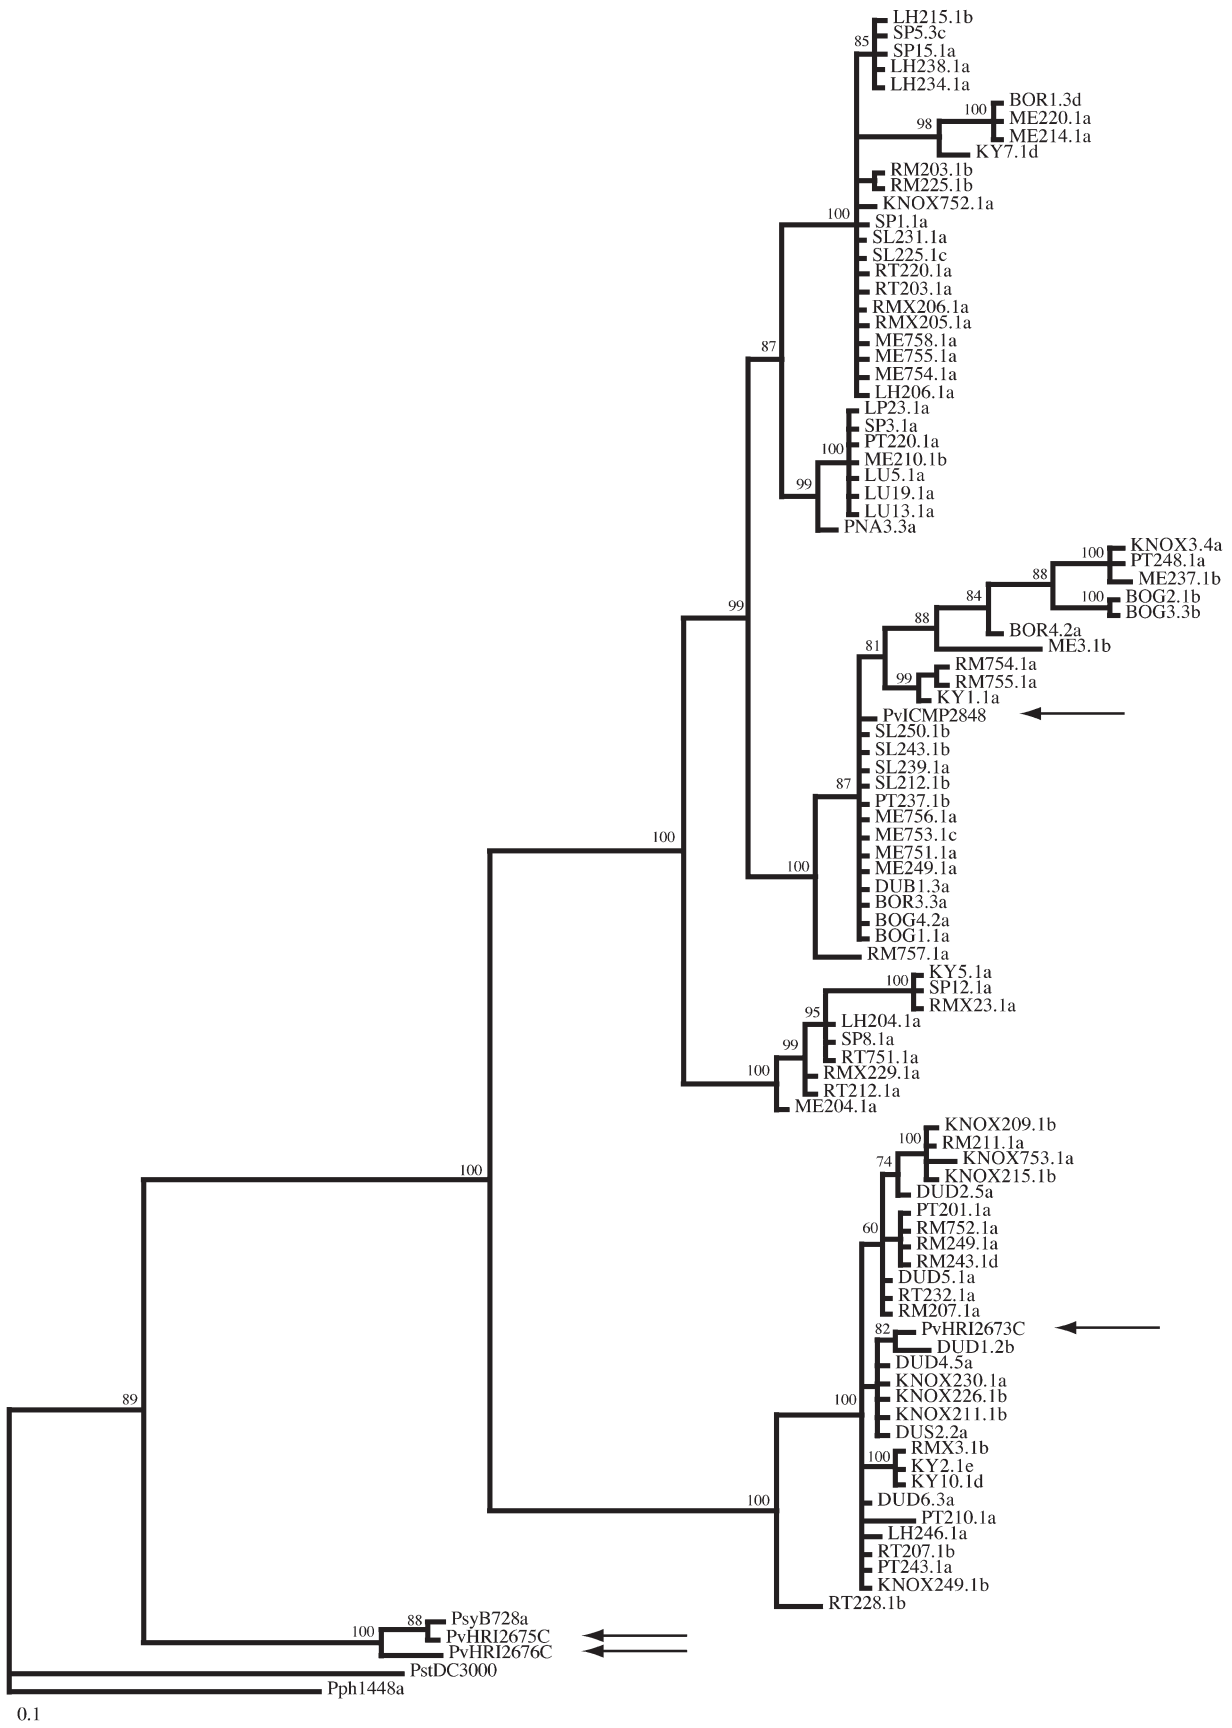 LH215.1b
SP5.3c
85
SP15.1a
LH238.1a
LH234.1a
BOR1.3d
100
ME220.1a
98
ME214.1a
KY7.1d
RM203.1b
RM225.1b
KNOX752.1a
100
SP1.1a
SL231.1a
SL225.1c
RT220.1a
RT203.1a
RMX206.1a
RMX205.1a
ME758.1a
87
ME755.1a
ME754.1a
LH206.1a
LP23.1a
SP3.1a
PT220.1a
100
ME210.1b
LU5.1a
99
LU19.1a
LU13.1a
PNA3.3a
KNOX3.4a
100
PT248.1a
88
ME237.1b
100
BOG2.1b
84
BOG3.3b
99
88
BOR4.2a
81
ME3.1b
RM754.1a
99
RM755.1a
KY1.1a
PvICMP2848
SL250.1b
SL243.1b
SL239.1a
87
SL212.1b
PT237.1b
ME756.1a
100
ME753.1c
ME751.1a
100
ME249.1a
DUB1.3a
BOR3.3a
BOG4.2a
BOG1.1a
RM757.1a
KY5.1a
100
SP12.1a
RMX23.1a
95
LH204.1a
99
SP8.1a
RT751.1a
100
RMX229.1a
RT212.1a
ME204.1a
KNOX209.1b
100
RM211.1a
74
KNOX753.1a
100
KNOX215.1b
DUD2.5a
PT201.1a
60
RM752.1a
RM249.1a
RM243.1d
DUD5.1a
RT232.1a
RM207.1a
82
PvHRI2673C
DUD1.2b
DUD4.5a
KNOX230.1a
89
100
KNOX226.1b
KNOX211.1b
DUS2.2a
RMX3.1b
100
KY2.1e
KY10.1d
100
DUD6.3a
PT210.1a
LH246.1a
RT207.1b
PT243.1a
KNOX249.1b
RT228.1b
88
PsyB728a
100
PvHRI2675C
PvHRI2676C
PstDC3000
Pph1448a
0.1